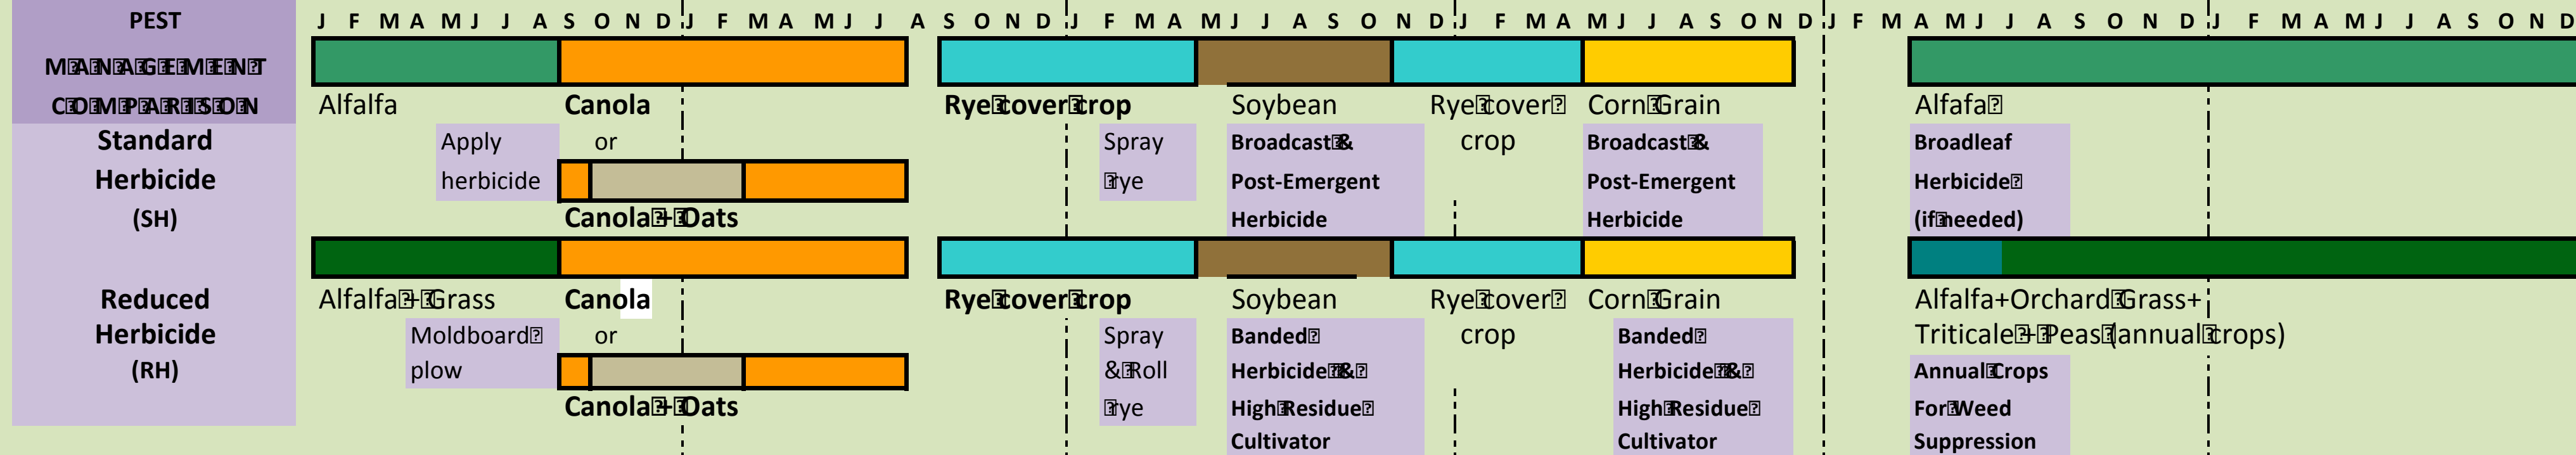 PEST J F M A M J J A S O N D J F M A M J J A S O N D J F M A M J J A S O N D J F M A M J J A S O N D J F M A M J J A S O N D J F M A M J J A S O N D
MANAGEMENT
COMPARISON Alfalfa Canola Rye cover crop Soybean Rye cover Corn Grain Alfafa
Standard Apply or Spray Broadcast & crop Broadcast & Broadleaf
Herbicide herbicide rye Post-Emergent Post-Emergent Herbicide
(SH) Canola + Oats Herbicide Herbicide (if needed)
Reduced Alfalfa + Grass Canola Rye cover crop Soybean Rye cover Corn Grain Alfalfa+Orchard Grass+
Herbicide Moldboard or Spray Banded crop Banded Triticale + Peas (annual crops)
(RH) plow & Roll Herbicide & Herbicide & Annual Crops
Canola + Oats rye High Residue High Residue For Weed
Cultivator Cultivator Suppression